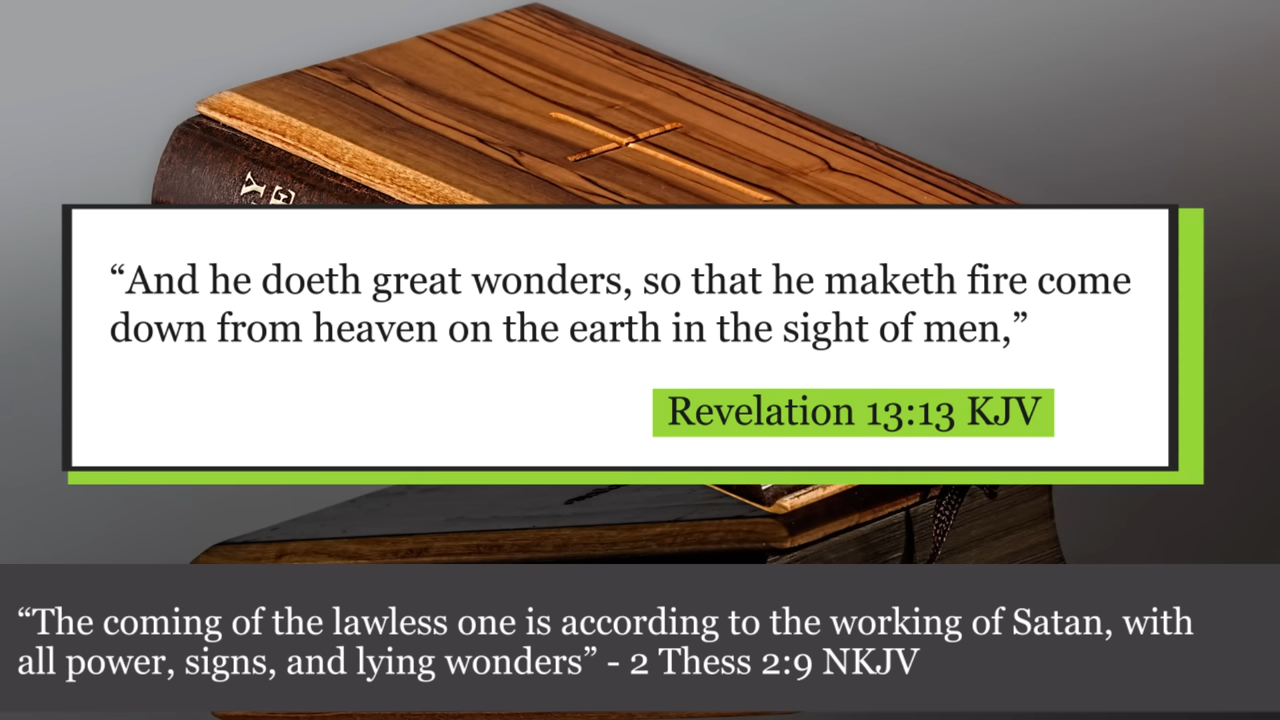 Y
E
“And he doeth great wonders, so that he maketh fire come
down from heaven on the earth in the sight of men,”
Revelation 13:13 KJV
“The coming of the lawless one is according to the working of Satan, with
all power, signs, and lying wonders” - 2 Thess 2:9 NKJV